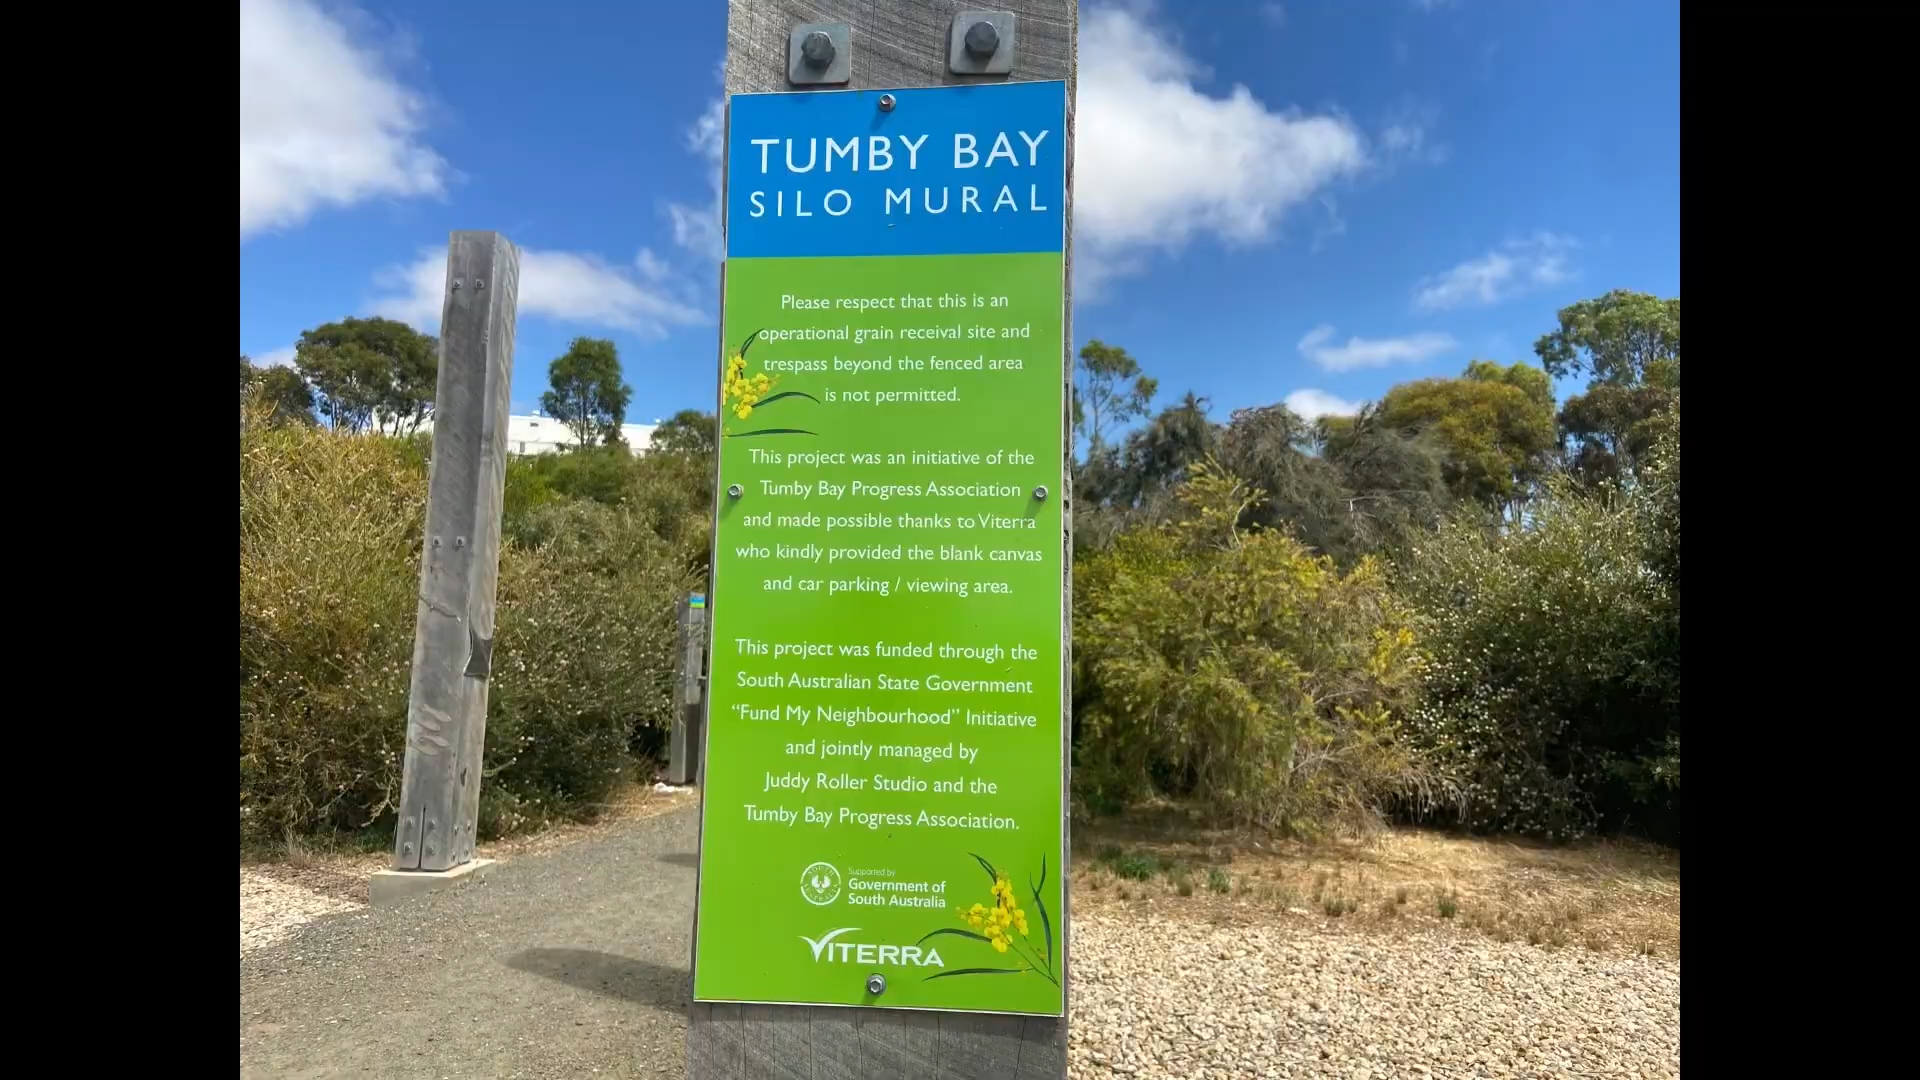 TUMBY BAY
SILO MURAL
Please respect that this is an
operational grain receival site and
trespass beyond the fenced area
is not permitted.
This project was an initiative of the
Tumby Bay Progress Association
and made possible thanks to Viterra
who kindly provided the blank canvas
and car parking / viewing area.
This project was funded through the
South Australian State Government
“Fund My Neighbourhood” Initiative
and jointly managed by
Juddy Roller Studio and the
Tumby Bay Progress Association.
Supported by
Government of
South Australia
VITERRA